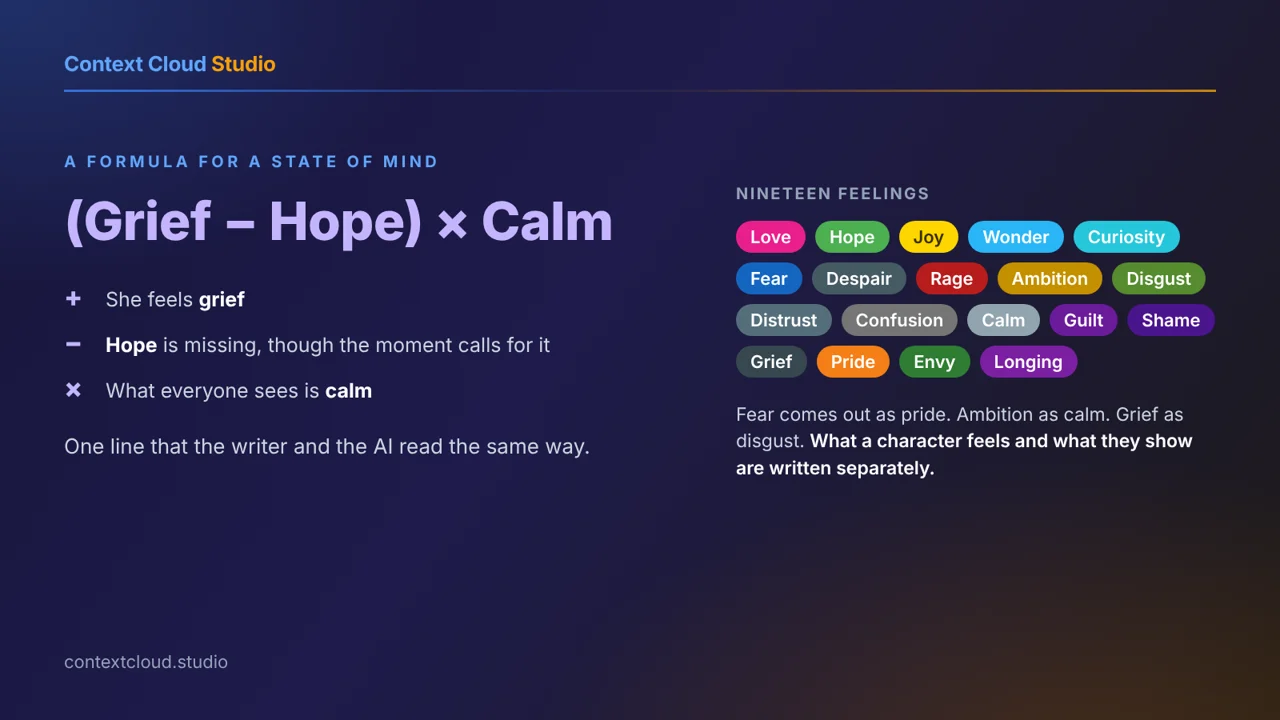 Context Cloud Studio
A FORMULA FOR A STATE OF MIND
(Grief – Hope) × Calm
+ She feels grief
– Hope is missing, though the moment calls for it
× What everyone sees is calm
One line that the writer and the AI read the same way.
NINETEEN FEELINGS
Love Hope Joy Wonder Curiosity
Fear Despair Rage Ambition Disgust
Distrust Confusion Calm Guilt Shame
Grief Pride Envy Longing
Fear comes out as pride. Ambition as calm. Grief as
disgust. What a character feels and what they show
are written separately.
contextcloud.studio